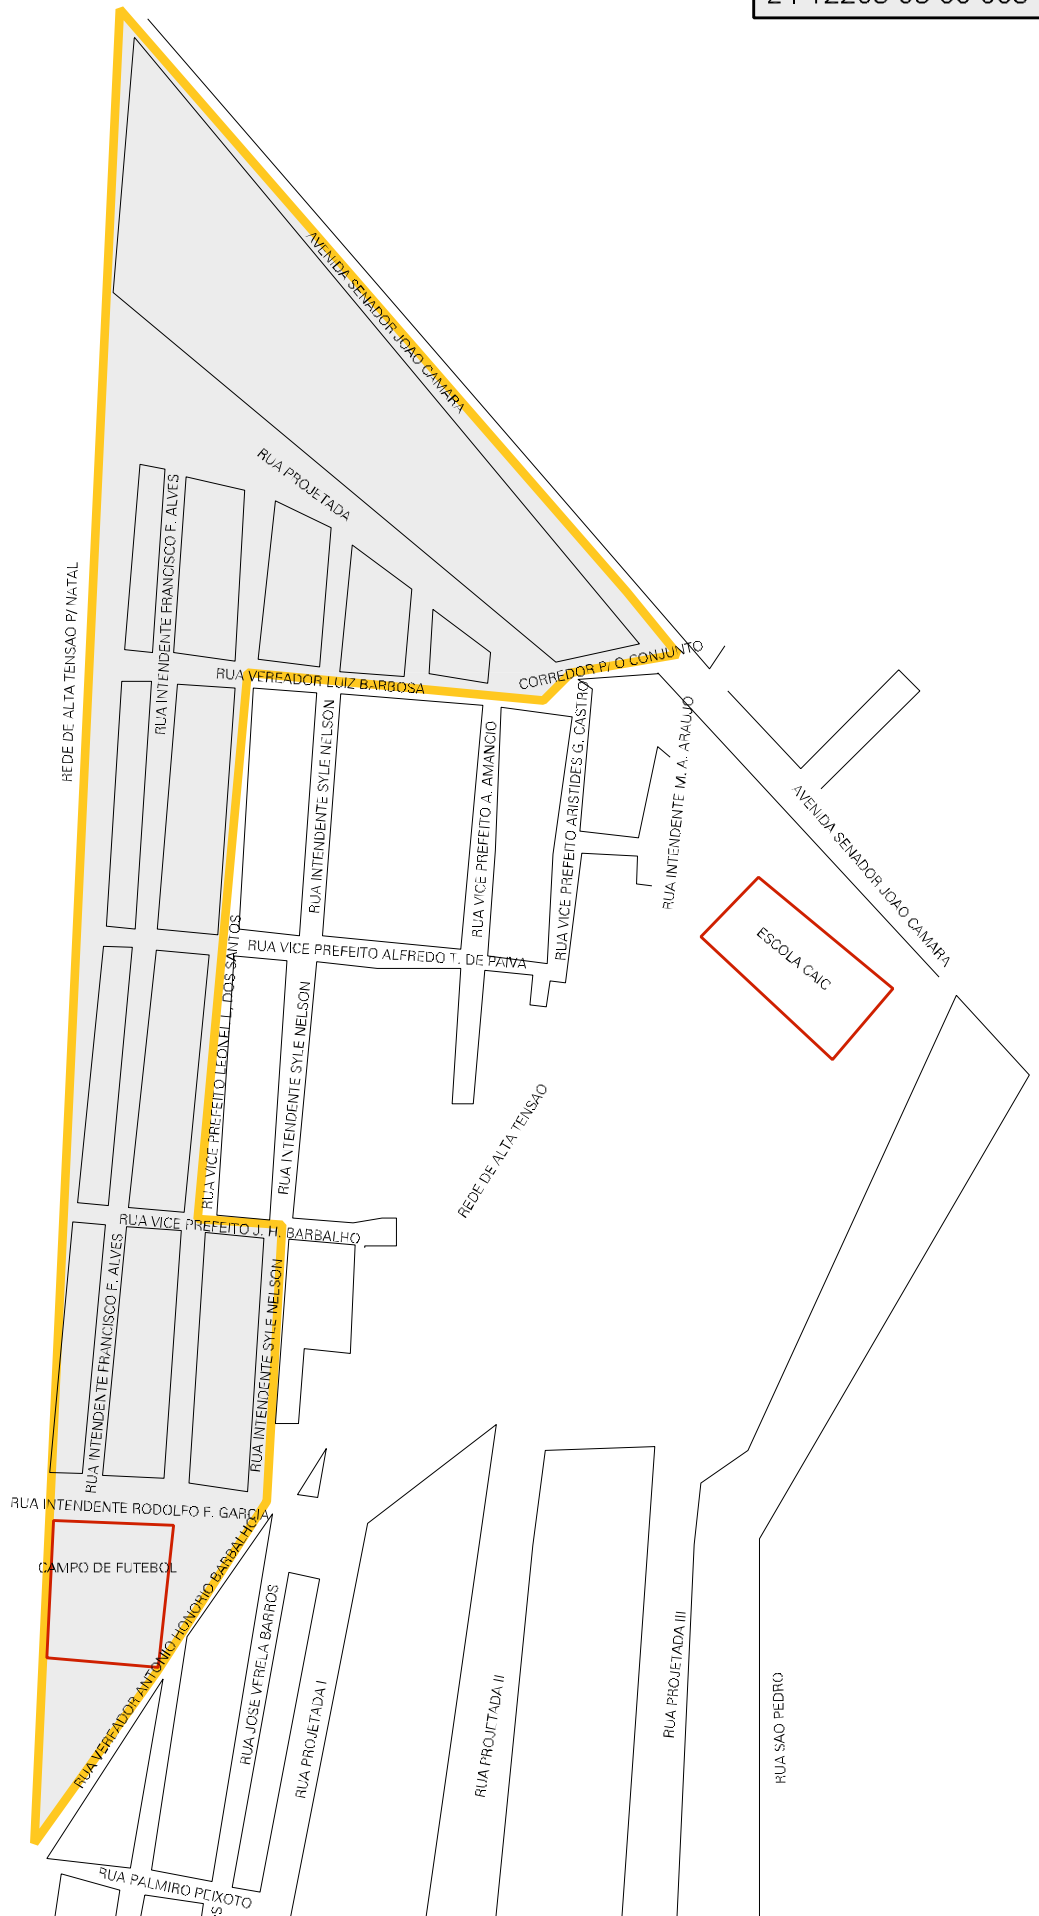 AVENIDA SENADOR JOAO CAMARA
RUA PROJETADA
RUA INTENDENTE FRANCISCO F. ALVES
REDE DE ALTA TENSAO P/ NATAL
CORREDOR P/ O CONJUNTO
RUA VEREADOR LUIZ BARBOSA
RUA INTENDENTE SYLE NELSON
RUA VICE PREFEITO A. AMANCIO
RUA VICE PREFEITO ARISTIDES G. CASTRO
RUA INTENDENTE M. A. ARAUJO
AVENIDA SENADOR JOAO CAMARA
ESCOLA CAIC
RUA VICE PREFEITO ALFREDO T. DE PAIVA
RUA VICE PREFEITO LEONEL L. DOS SANTOS
RUA INTENDENTE SYLE NELSON
REDE DE ALTA TENSAO
RUA VICE PREFEITO J. H. BARBALHO
RUA INTENDENTE FRANCISCO F. ALVES
RUA INTENDENTE SYLE NELSON
RUA INTENDENTE RODOLFO F. GARCIA
CAMPO DE FUTEBOL
RUA VEREADOR ANTONIO HONORIO BARBALHO
RUA JOSE VERELA BARROS
RUA PROJETADA I
RUA PROJETADA II
RUA PROJETADA III
RUA SAO PEDRO
RUA PALMIRO PEIXOTO